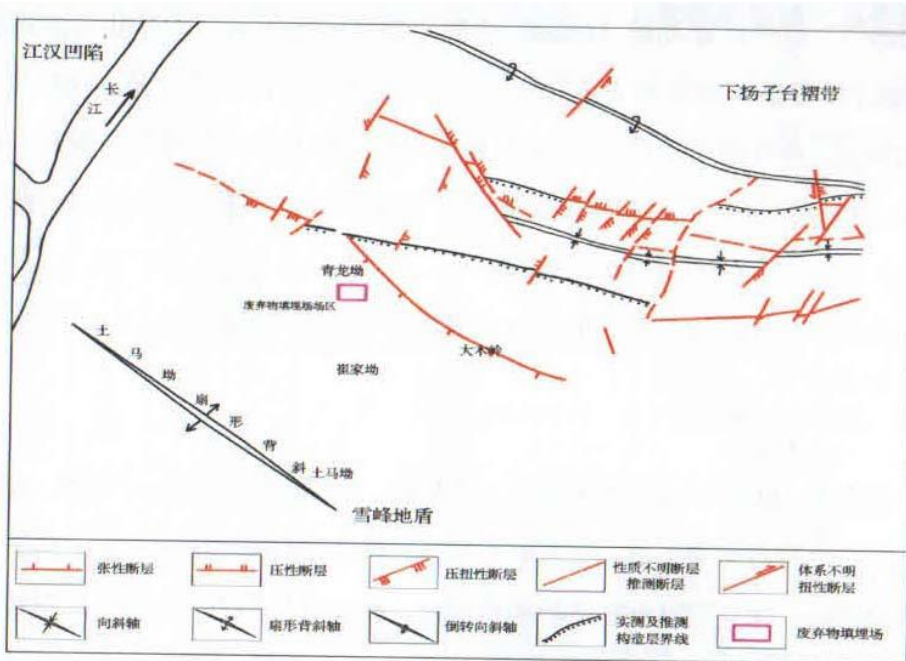 江汉凹陷
长江
下扬子台褶带
青龙坳
废弃物填埋场场区
大木岭
崔家坳
土马坳扇形背斜
土马坳
雪峰地盾
张性断层
压性断层
压扭性断层
性质不明断层
推测断层
体系不明
扭性断层
向斜轴
扇形背斜轴
倒转向斜轴
实测及推测
构造层界线
废弃物填埋场